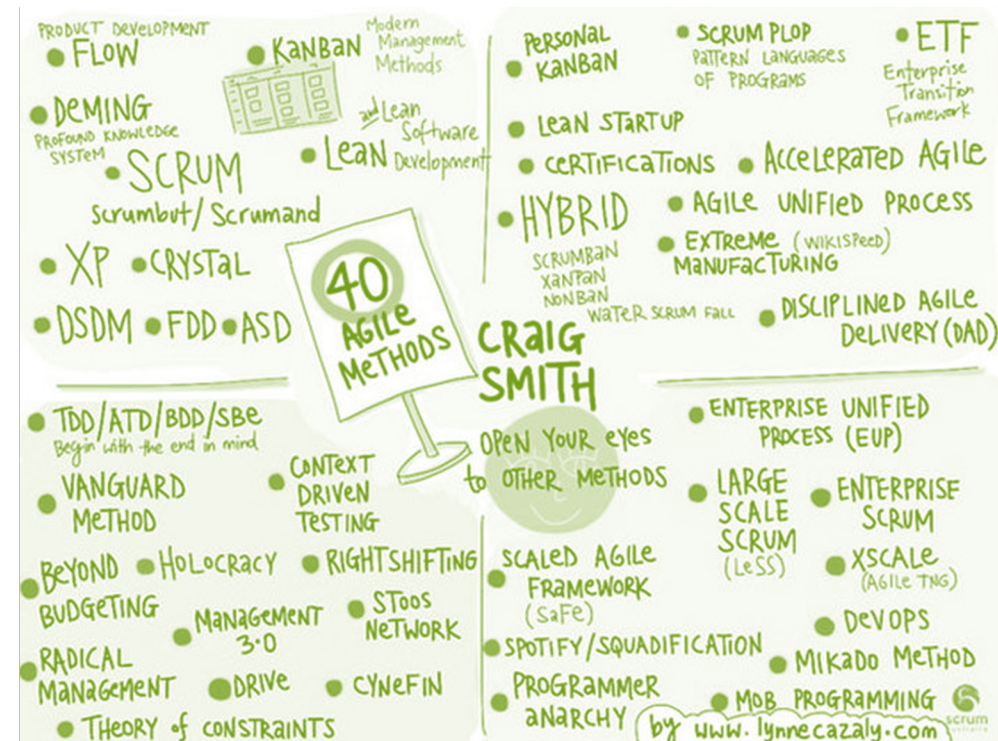 PRODUCT DEVELOPMENT
FLOW
KANBAN
Modern
Management
Methods
DEMING
PROFOUND KNOWLEDGE
SYSTEM
and Lean
Software
LEAN Development
SCRUM
Scrumbut/Scrumand
XP
CRYSTAL
DSDM
FDD
ASD
40
AGILE
METHODS
CRAIG
SMITH
OPEN YOUR eyes
to OTHER METHODS
PERSONAL
KANBAN
SCRUM PLOP
PATTERN LANGUAGES
OF PROGRAMS
ETF
Enterprise
Transition
Framework
LEAN STARTUP
CERTIFICATIONS
ACCELERATED AGILE
HYBRID
SCRUMBAN
XANPAN
NONBAN
WATER SCRUM FALL
AGILE UNIFIED PROCESS
EXTREME (WIKISPEED)
MANUFACTURING
DISCIPLINED AGILE
DELIVERY (DAD)
TDD/ATD/BDD/SBE
Begin with the end in mind
VANGUARD
METHOD
CONTEXT
DRIVEN
TESTING
BEYOND
BUDGETING
HOLOCRACY
RIGHTSHIFTING
MANAGEMENT
3.0
STOOS
NETWORK
RADICAL
MANAGEMENT
DRIVE
CYNEFIN
THEORY of CONSTRAINTS
ENTERPRISE UNIFIED
PROCESS (EUP)
LARGE
SCALE
SCRUM
(LeSS)
ENTERPRISE
SCRUM
SCALED AGILE
FRAMEWORK
(SaFe)
XSCALE
(AGILE TNG)
DEVOPS
SPOTIFY/SQUADIFICATION
MIKADO METHOD
PROGRAMMER
ANARCHY
MOB PROGRAMMING
by www.lynnecazaly.com
scrum